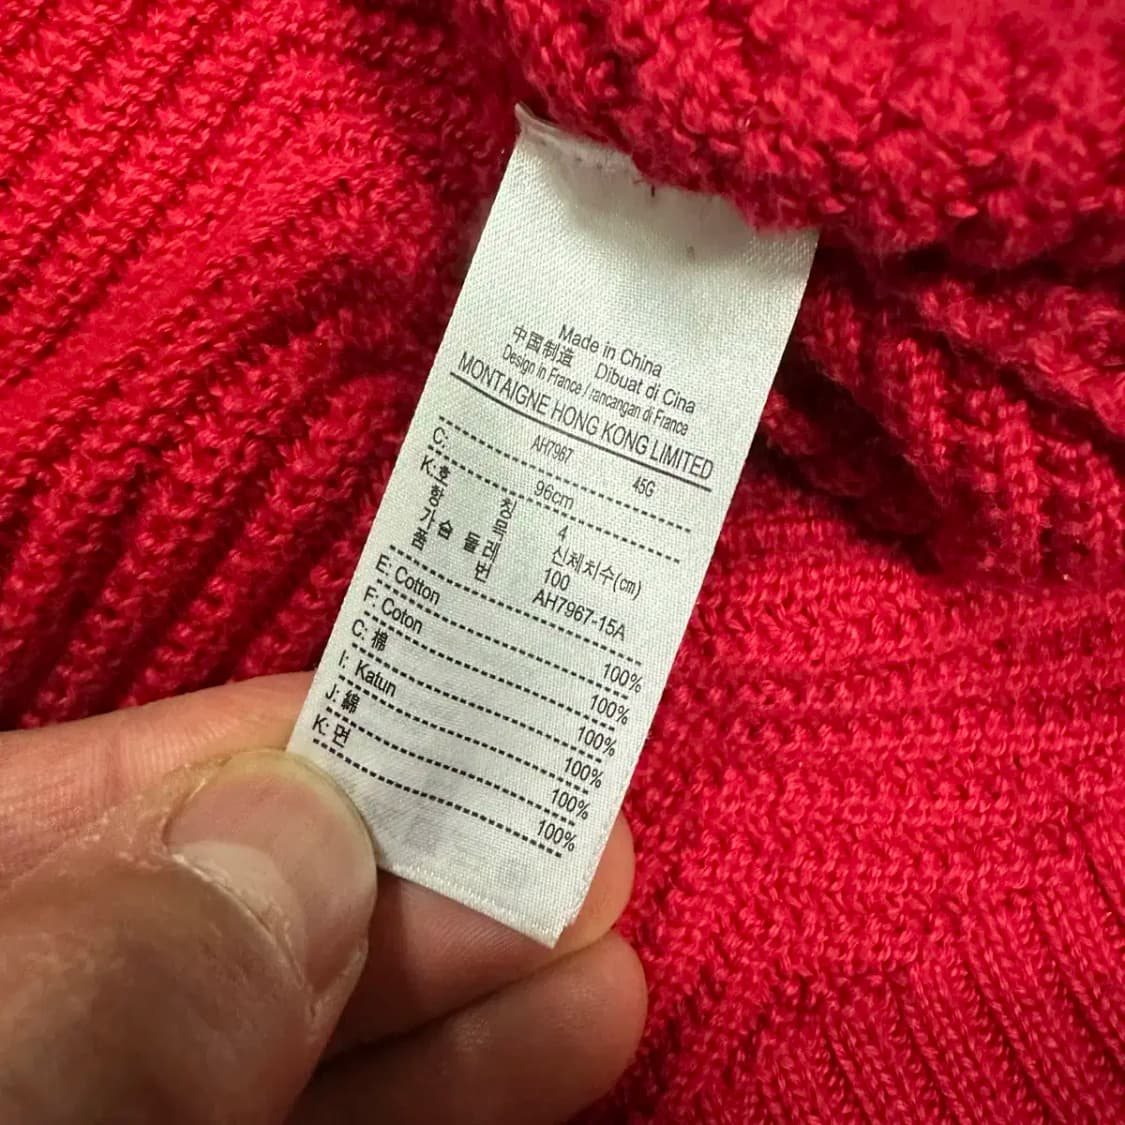 Made in China
中国制造 Dibuat di Cina
Design in France / rancangan di France
MONTAIGNE HONG KONG LIMITED
AH7967 45G
C: 96cm
K: 호 칭 4
항 목 신체치수(㎝)
가 슴 둘 레 100
품 번 AH7967-15A
E: Cotton 100%
F: Coton 100%
C: 棉 100%
I: Katun 100%
J: 綿 100%
K: 면 100%